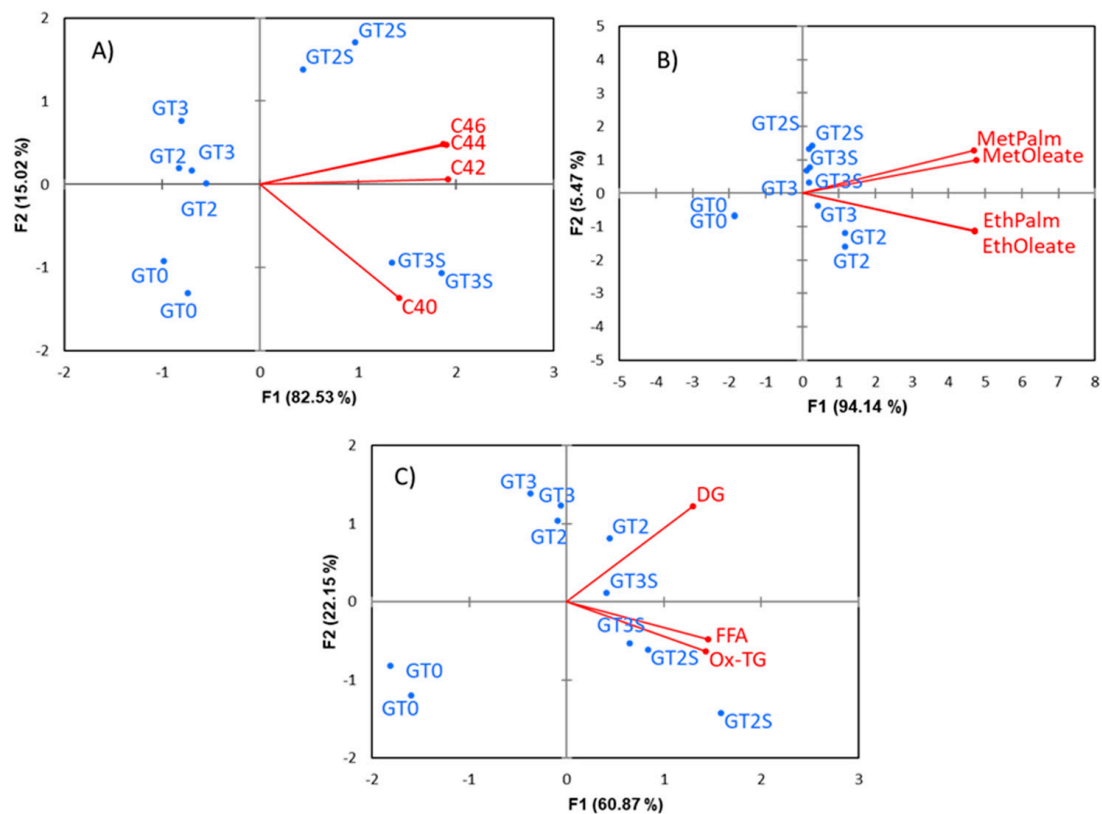 A)
2
1
0
-1
-2
F2 (15.02 %)
GT2S
GT2S
GT3
GT2
GT3
GT2
GT0
GT0
C46
C44
C42
GT3S
GT3S
C40
-2 -1 0 1 2 3
F1 (82.53 %)
B)
5
4
3
2
1
0
-1
-2
-3
-4
-5
F2 (5.47 %)
GT2S
GT2S
GT3S
GT3S
GT3
GT0
GT0
GT3
GT2
GT2
MetPalm
MetOleate
EthPalm
EthOleate
-5 -4 -3 -2 -1 0 1 2 3 4 5 6 7 8
F1 (94.14 %)
C)
2
1
0
-1
-2
F2 (22.15 %)
GT3
GT3
GT2
GT2
DG
GT3S
GT3S
FFA
Ox-TG
GT2S
GT0
GT0
GT2S
-2 -1 0 1 2 3
F1 (60.87 %)